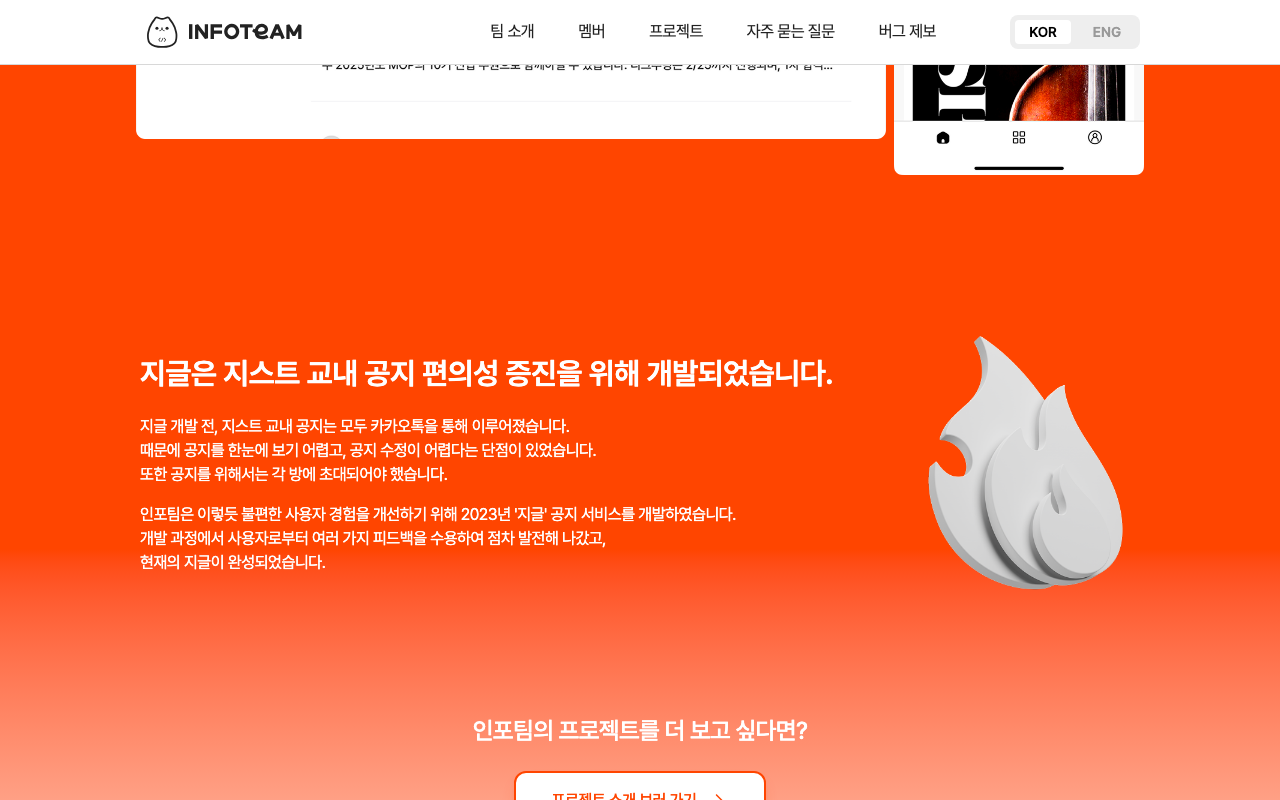 INFOTEAM
팀 소개
멤버
프로젝트
자주 묻는 질문
버그 제보
KOR
ENG
지글은 지스트 교내 공지 편의성 증진을 위해 개발되었습니다.
지글 개발 전, 지스트 교내 공지는 모두 카카오톡을 통해 이루어졌습니다.
때문에 공지를 한눈에 보기 어렵고, 공지 수정이 어렵다는 단점이 있었습니다.
또한 공지를 위해서는 각 방에 초대되어야 했습니다.
인포팀은 이렇듯 불편한 사용자 경험을 개선하기 위해 2023년 '지글' 공지 서비스를 개발하였습니다.
개발 과정에서 사용자로부터 여러 가지 피드백을 수용하여 점차 발전해 나갔고,
현재의 지글이 완성되었습니다.
인포팀의 프로젝트를 더 보고 싶다면?
프로젝트 소개 보러 가기